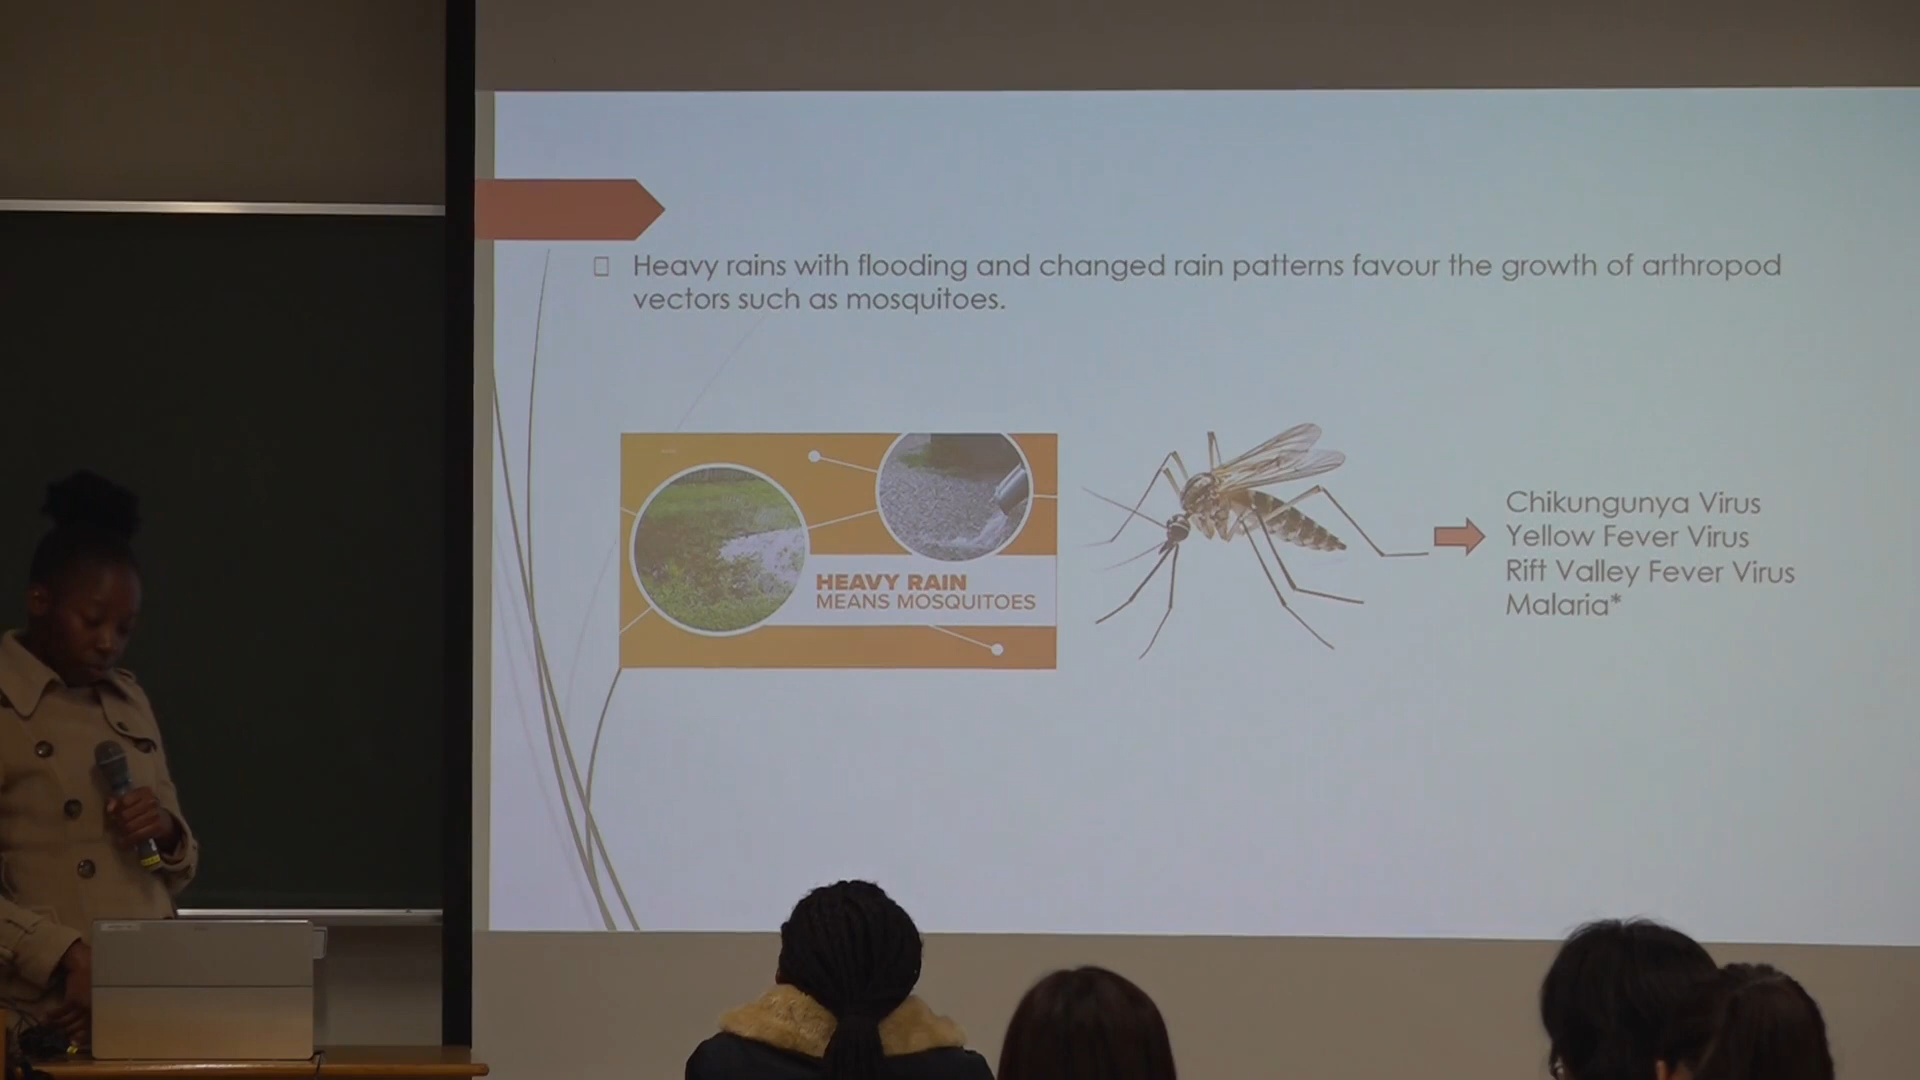 Heavy rains with flooding and changed rain patterns favour the growth of arthropod
vectors such as mosquitoes.
HEAVY RAIN
MEANS MOSQUITOES
Chikungunya Virus
Yellow Fever Virus
Rift Valley Fever Virus
Malaria*